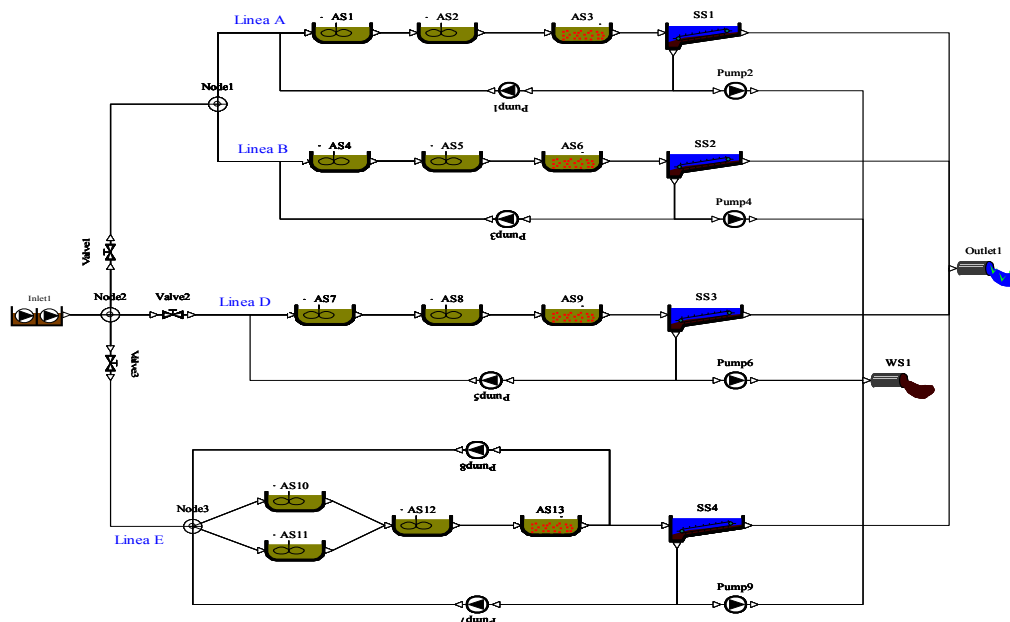 Linea A
AS1
AS2
AS3
SS1
Pump1
Pump2
Node1
Linea B
AS4
AS5
AS6
SS2
Pump3
Pump4
Valve1
Outlet1
Inlet1
Node2
Valve2
Linea D
AS7
AS8
AS9
SS3
Valve3
Pump5
Pump6
WS1
Pump8
Node3
AS10
AS12
AS13
SS4
AS11
Linea E
Pump7
Pump9